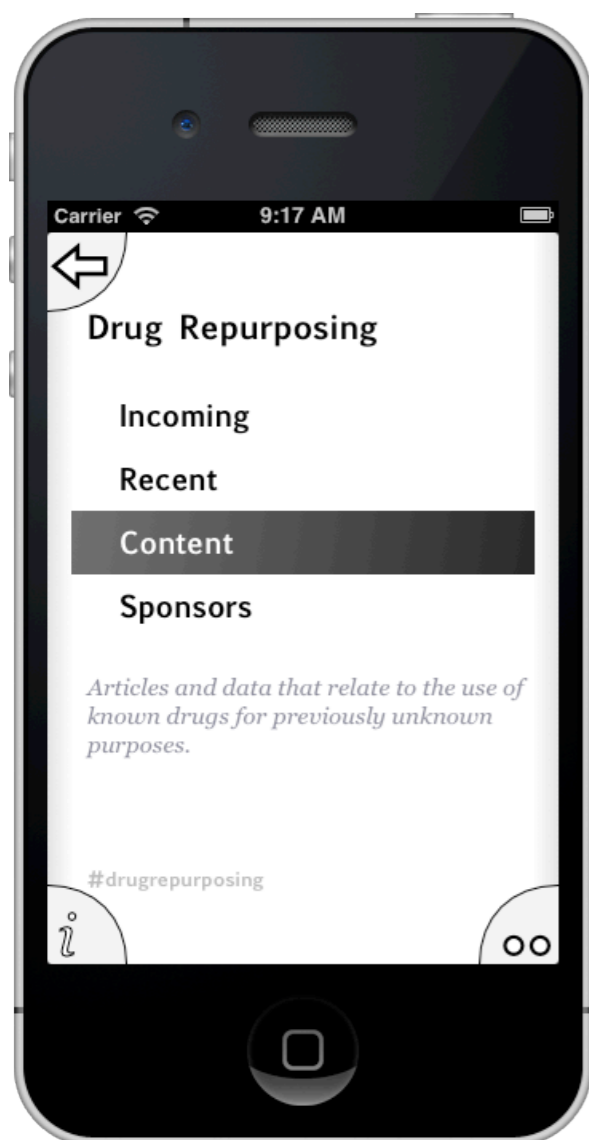 Carrier 9:17 AM
Drug Repurposing
Incoming
Recent
Content
Sponsors
Articles and data that relate to the use of
known drugs for previously unknown
purposes.
#drugrepurposing
i